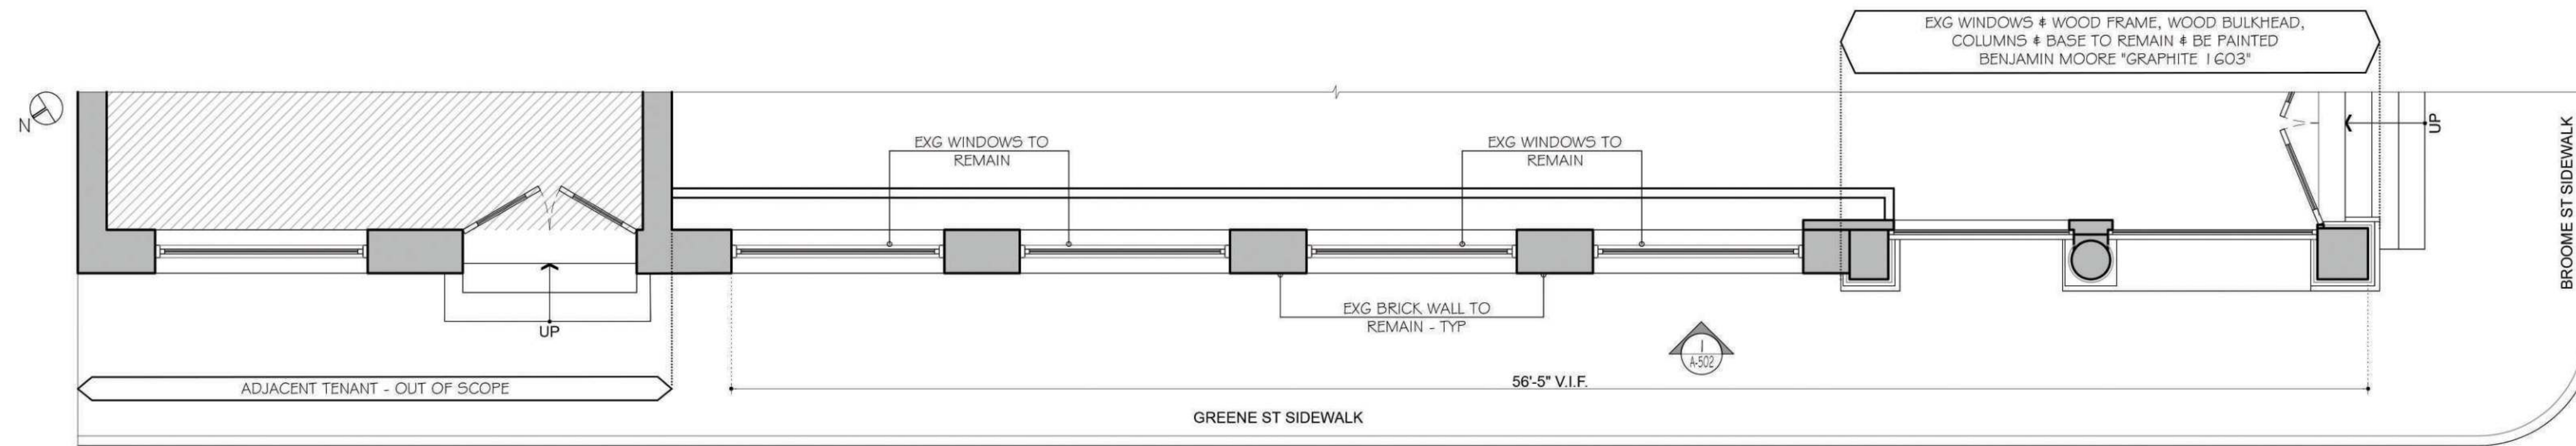 EXG WINDOWS & WOOD FRAME, WOOD BULKHEAD,
COLUMNS & BASE TO REMAIN & BE PAINTED
BENJAMIN MOORE "GRAPHITE 1603"
N
EXG WINDOWS TO
REMAIN
EXG WINDOWS TO
REMAIN
UP
BROOME ST SIDEWALK
EXG BRICK WALL TO
REMAIN - TYP
UP
1
A-502
ADJACENT TENANT - OUT OF SCOPE
56'-5" V.I.F.
GREENE ST SIDEWALK